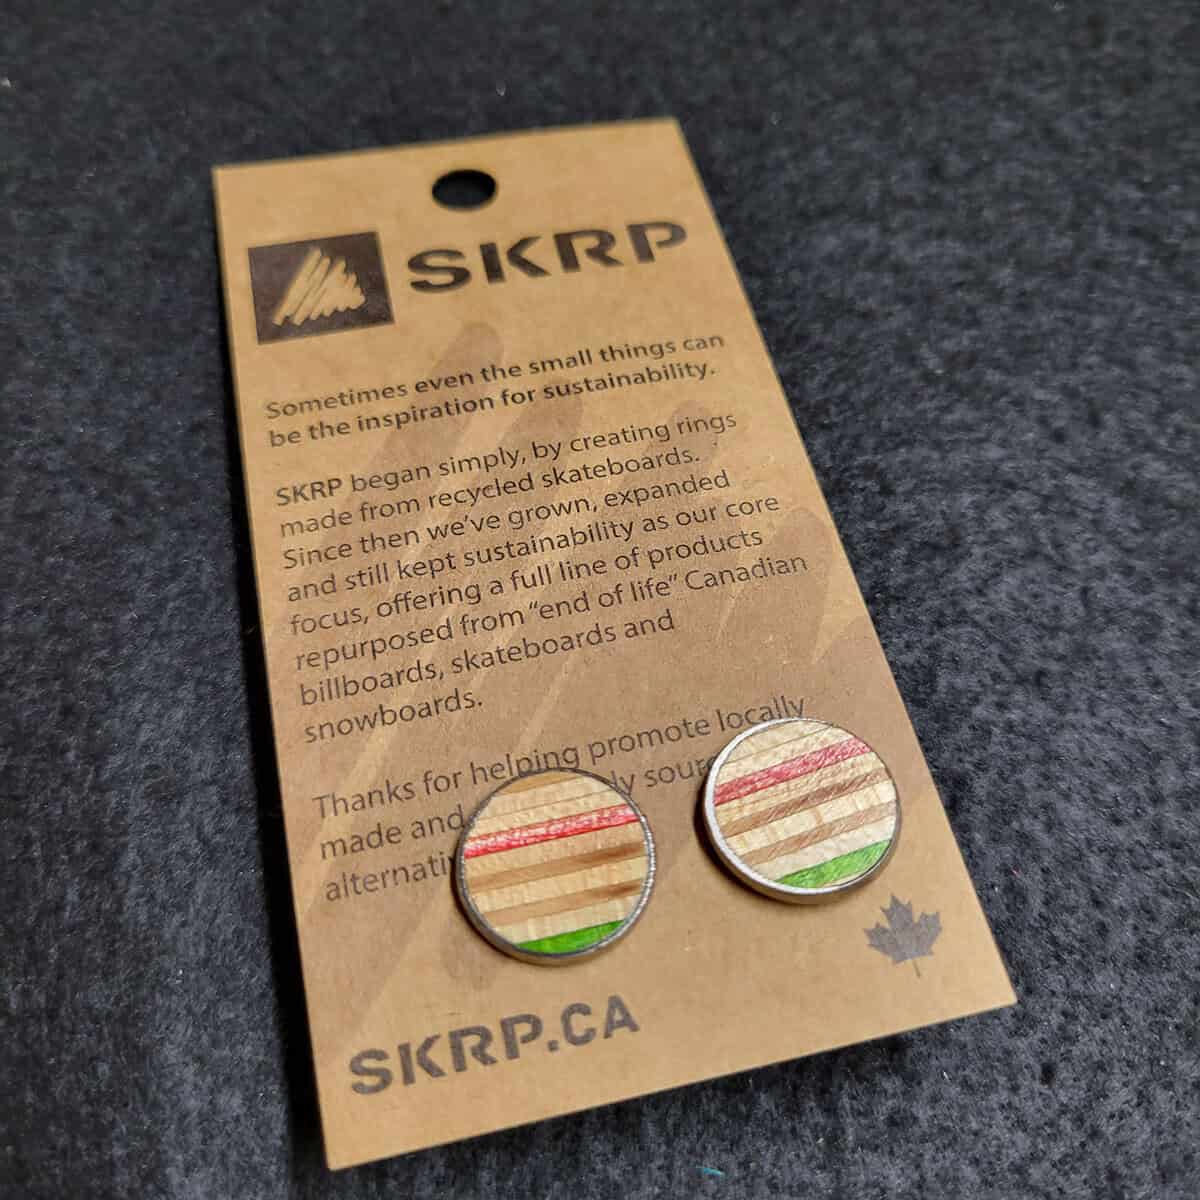 SKRP
Sometimes even the small things can
be the inspiration for sustainability.
SKRP began simply, by creating rings
made from recycled skateboards.
Since then we've grown, expanded
and still kept sustainability as our core
focus, offering a full line of products
repurposed from "end of life" Canadian
billboards, skateboards and
snowboards.
Thanks for helping promote locally
made and
SKRP.CA